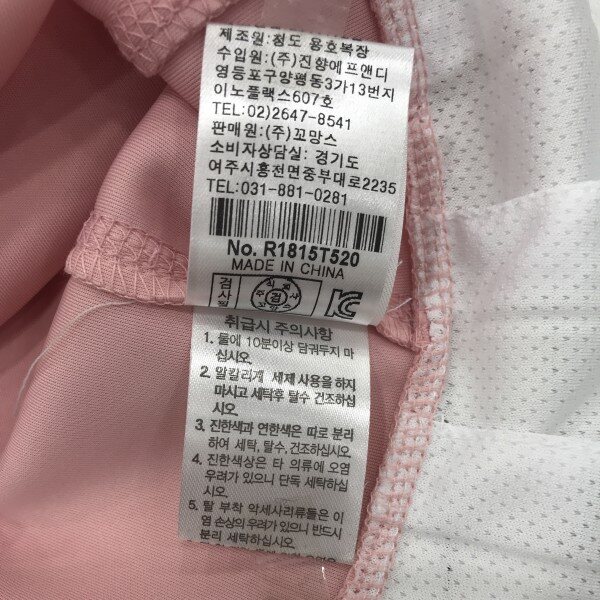 제조원:청도 용호복장
수입원:(주)진향에프앤디
영등포구양평동3가13번지
이노플랙스607호
TEL:02)2647-8541
판매원:(주)꼬망스
소비자상담실: 경기도
여주시흥천면중부대로2235
TEL:031-881-0281
No. R1815T520
MADE IN CHINA
검
검
취급시 주의사항
1. 물에 10분이상 담궈두지 마
십시오.
2. 알칼리계 세제 사용을 하지
마시고 세탁후 탈수 건조하십
시오.
3. 진한색과 연한색은 따로 분리
하여 세탁, 탈수, 건조하십시오.
4. 진한색상은 타 의류에 오염
우려가 있으니 단독 세탁하십
시오.
5. 탈 부착 악세사리류들은 이
염 손상의 우려가 있으니 반드시
분리 세탁하십시오.